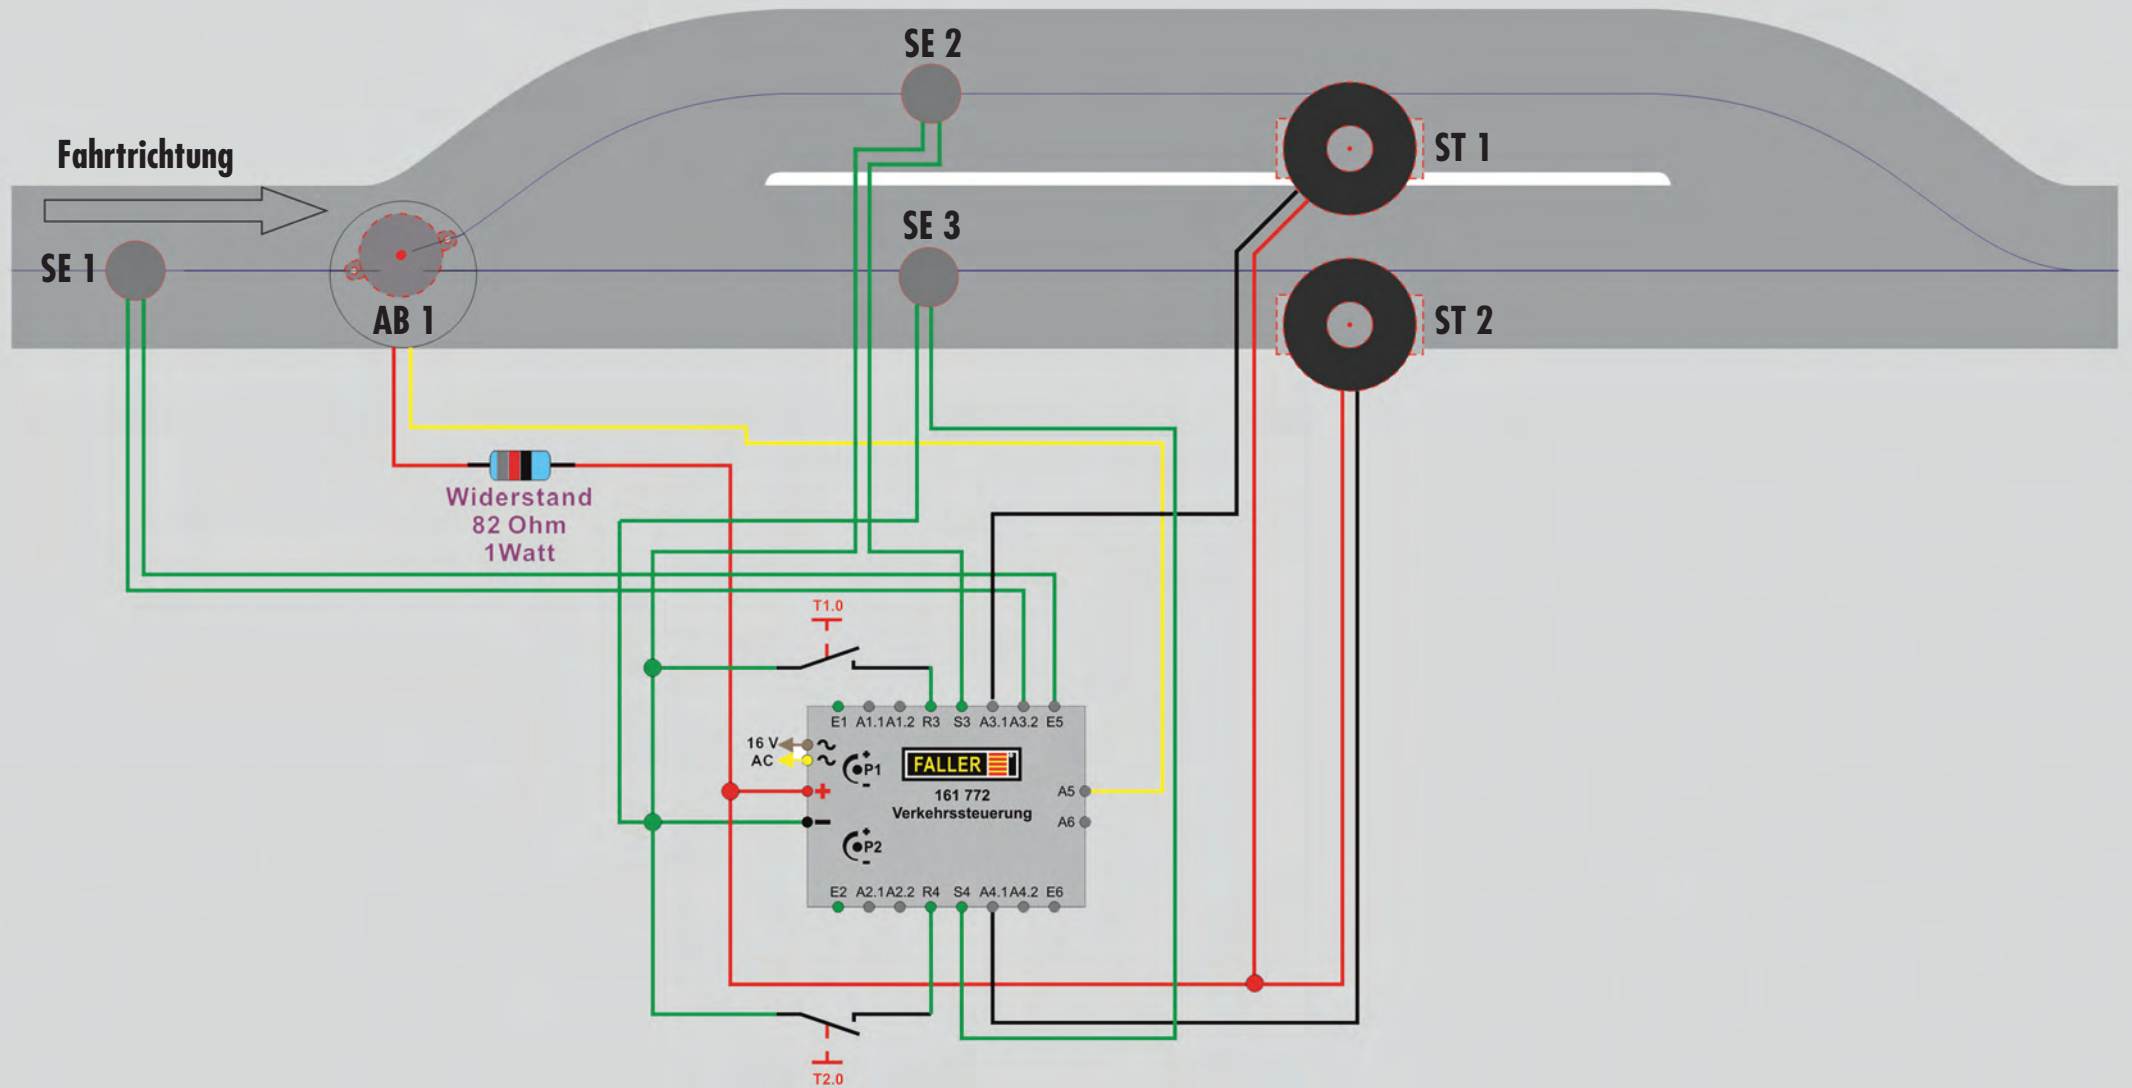 SE 2
Fahrtrichtung
ST 1
SE 3
SE 1
AB 1
ST 2
Widerstand
82 Ohm
1Watt
T1.0
E1 A1.1 A1.2 R3 S3 A3.1 A3.2 E5
16 V
AC
~
~
+
P1
-
FALLER
161 772
Verkehrssteuerung
A5
A6
+
−
+
P2
-
E2 A2.1 A2.2 R4 S4 A4.1 A4.2 E6
T2.0